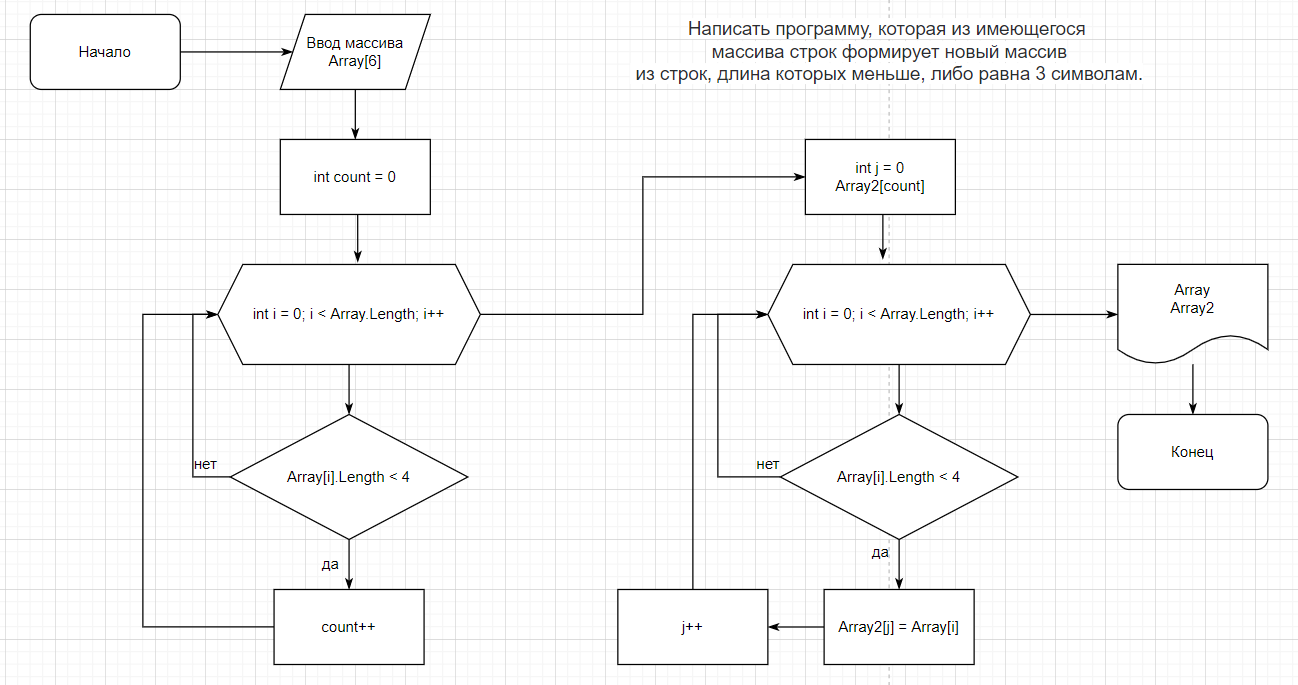 Начало
Ввод массива
Array[6]
Написать программу, которая из имеющегося
массива строк формирует новый массив
из строк, длина которых меньше, либо равна 3 символам.
int count = 0
int j = 0
Array2[count]
int i = 0; i < Array.Length; i++
int i = 0; i < Array.Length; i++
Array
Array2
нет
Array[i].Length < 4
да
count++
нет
Array[i].Length < 4
да
Array2[j] = Array[i]
j++
Конец